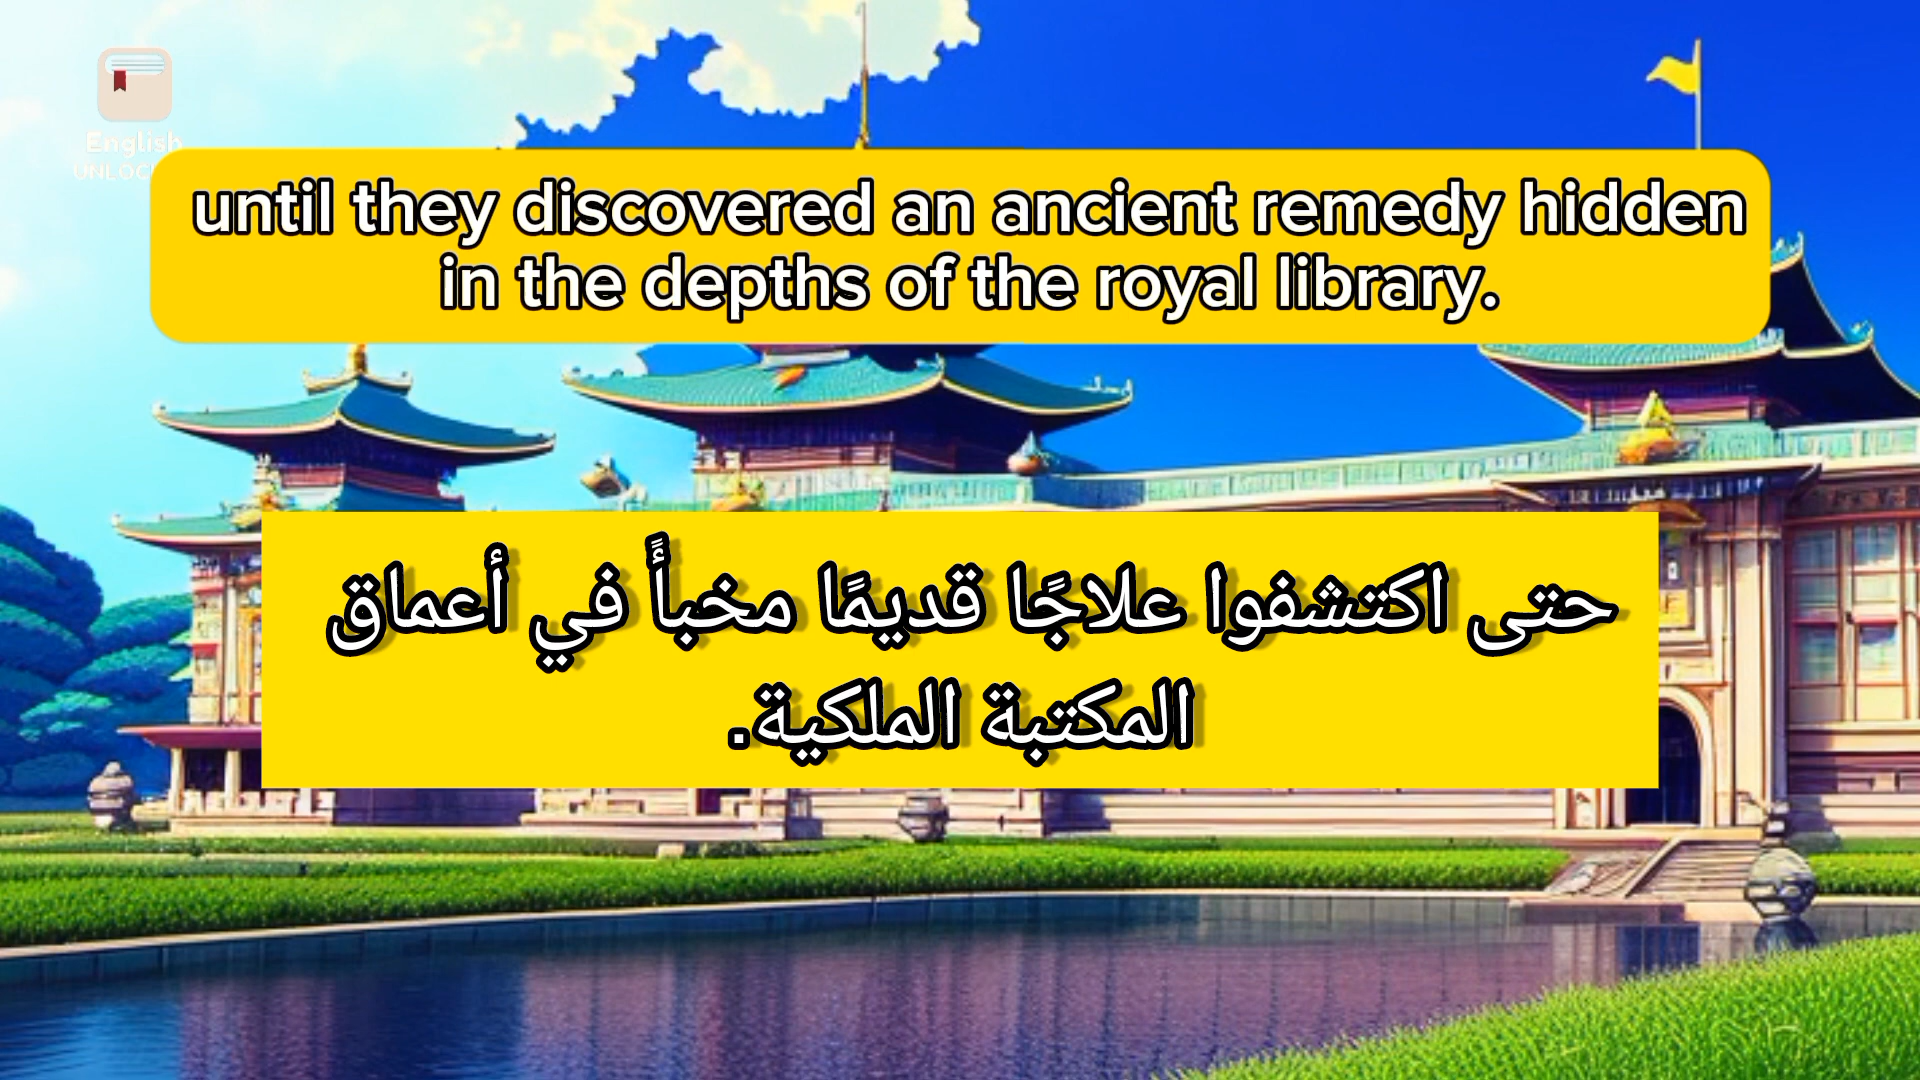 English
until they discovered an ancient remedy hidden
in the depths of the royal library.
حتى اكتشفوا علاجًا قديمًا مخبأً في أعماق
المكتبة الملكية.